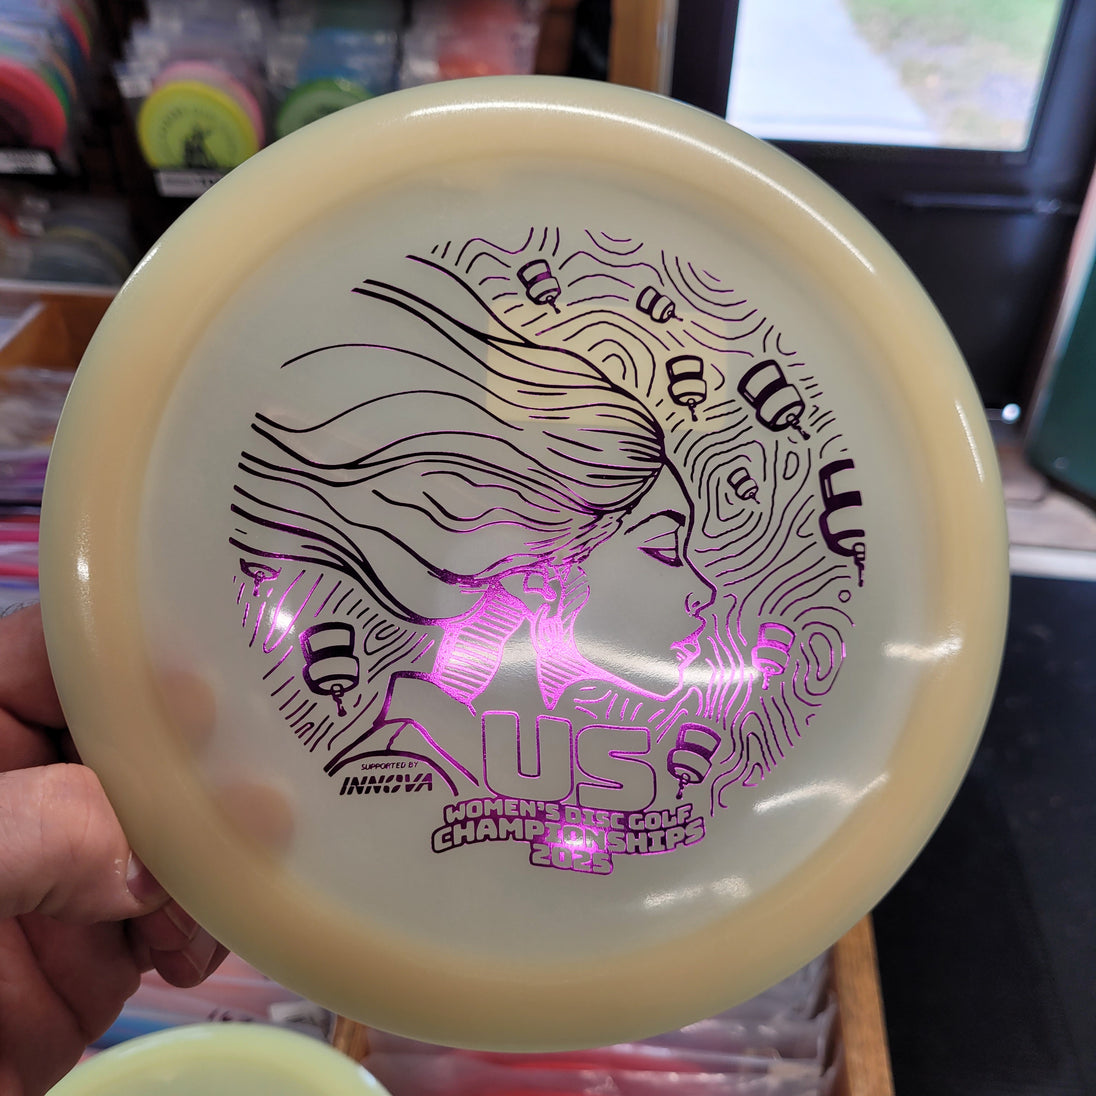 SUPPORTED BY
INNOVA
US
WOMEN'S DISC GOLF
CHAMPIONSHIPS
2025